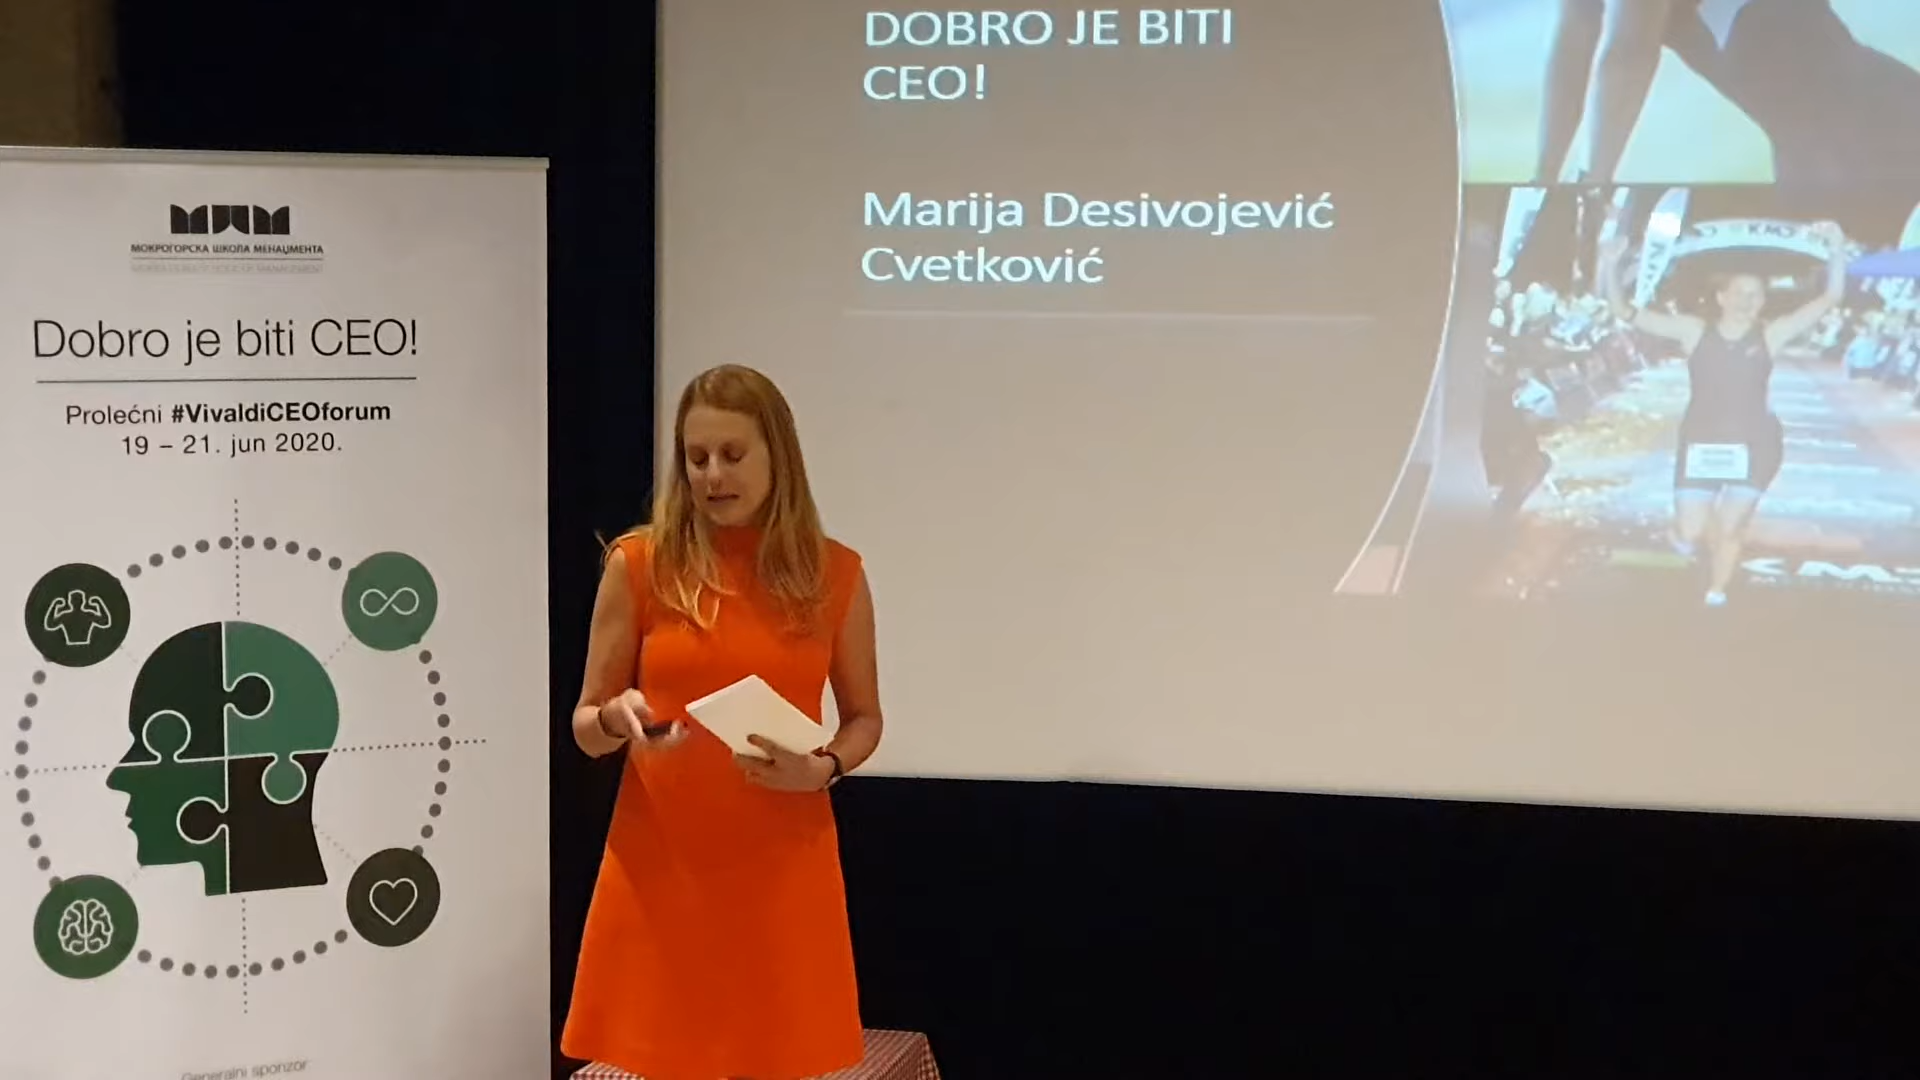 МОКРОГОРСКА ШКОЛА МЕНАЏМЕНТА
Dobro je biti CEO!
Prolećni #VivaldiCEOforum
19 – 21. jun 2020.
Generalni sponzor
DOBRO JE BITI
CEO!
Marija Desivojević
Cvetković